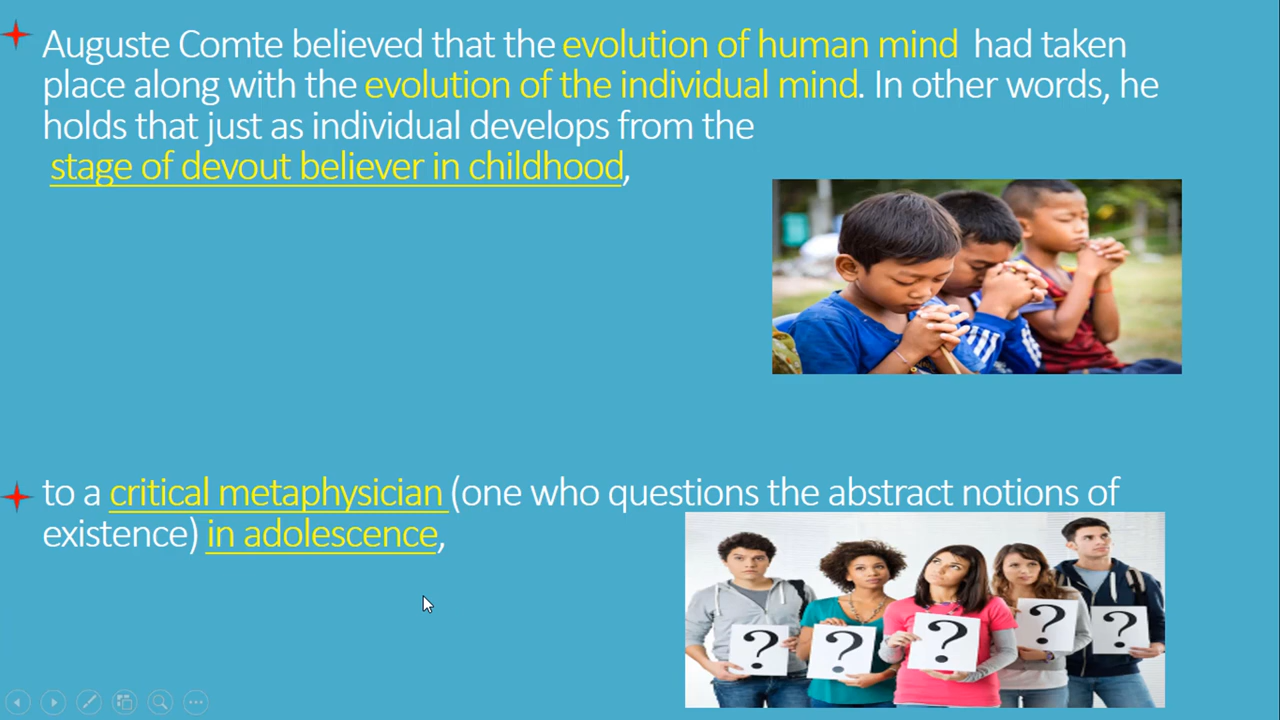 Auguste Comte believed that the evolution of human mind had taken
place along with the evolution of the individual mind. In other words, he
holds that just as individual develops from the
stage of devout believer in childhood,
to a critical metaphysician (one who questions the abstract notions of
existence) in adolescence,
? ? ? ? ?